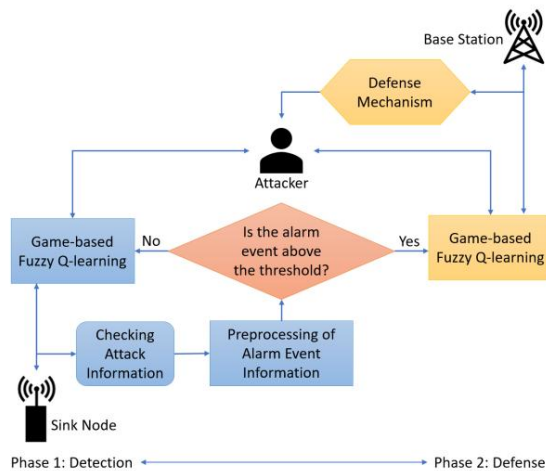 Base Station
Defense
Mechanism
Attacker
Game-based
Fuzzy Q-learning
No
Is the alarm
event above
the threshold?
Yes
Game-based
Fuzzy Q-learning
Checking
Attack
Information
Preprocessing of
Alarm Event
Information
Sink Node
Phase 1: Detection
Phase 2: Defense